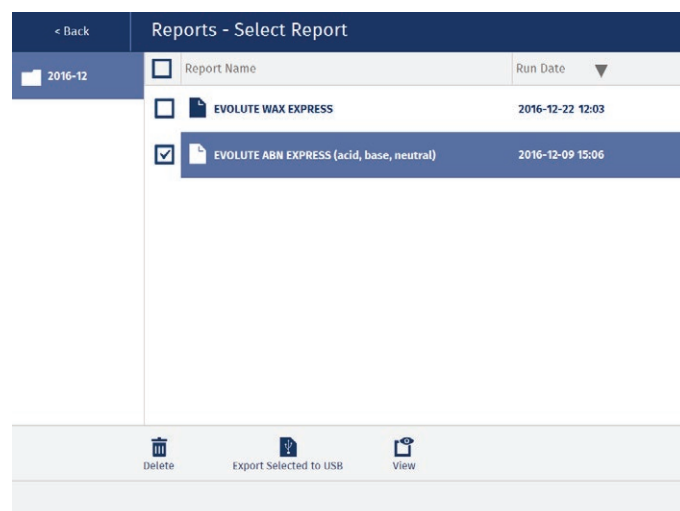 < Back
Reports - Select Report
2016-12
Report Name
Run Date
EVOLUTE WAX EXPRESS
2016-12-22 12:03
EVOLUTE ABN EXPRESS (acid, base, neutral)
2016-12-09 15:06
Delete
Export Selected to USB
View